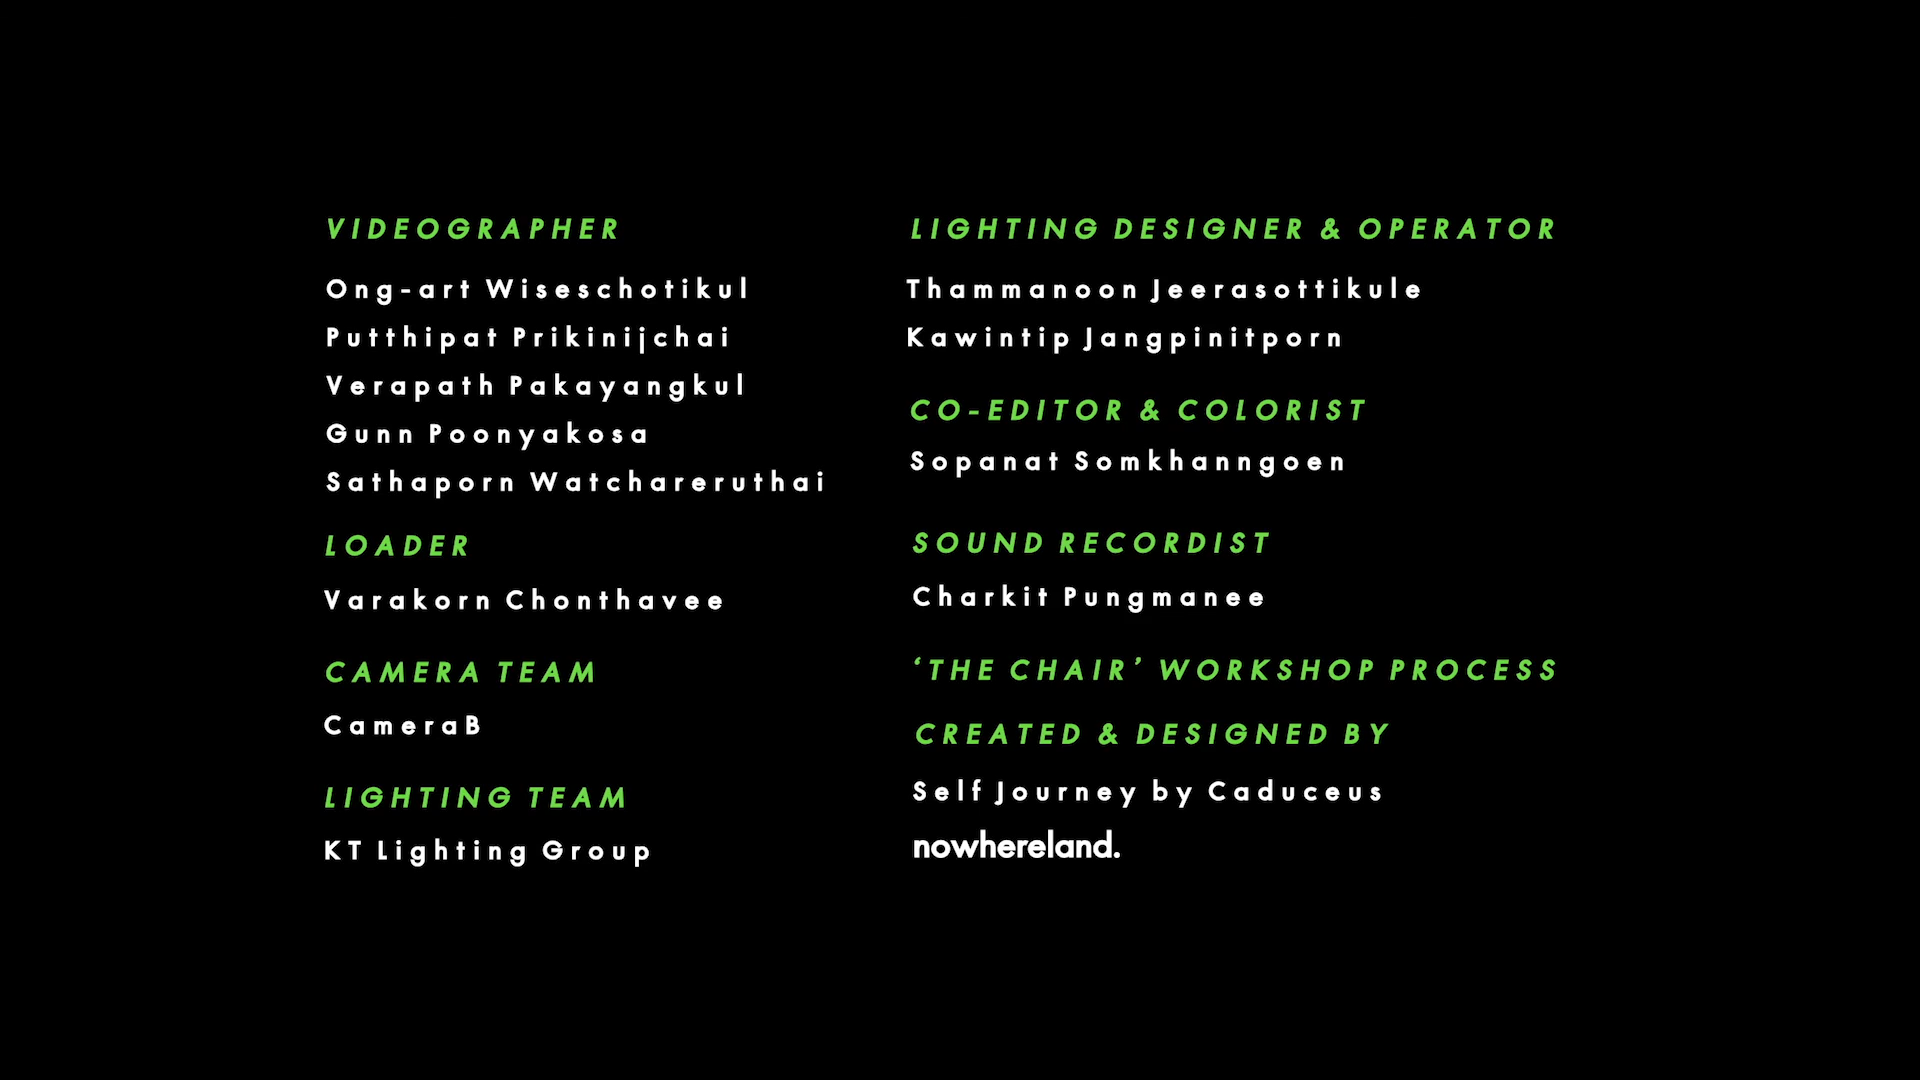 VIDEOGRAPHER
Ong-art Wiseschotikul
Putthipat Prikinijchai
Verapath Pakayangkul
Gunn Poonyakosa
Sathaporn Watchareruthai
LOADER
Varakorn Chonthavee
CAMERA TEAM
CameraB
LIGHTING TEAM
KT Lighting Group
LIGHTING DESIGNER & OPERATOR
Thammanoon Jeerasottikule
Kawintip Jangpinitporn
CO-EDITOR & COLORIST
Sopanat Somkhanngoen
SOUND RECORDIST
Charkit Pungmanee
‘THE CHAIR’ WORKSHOP PROCESS
CREATED & DESIGNED BY
Self Journey by Caduceus
nowhereland.